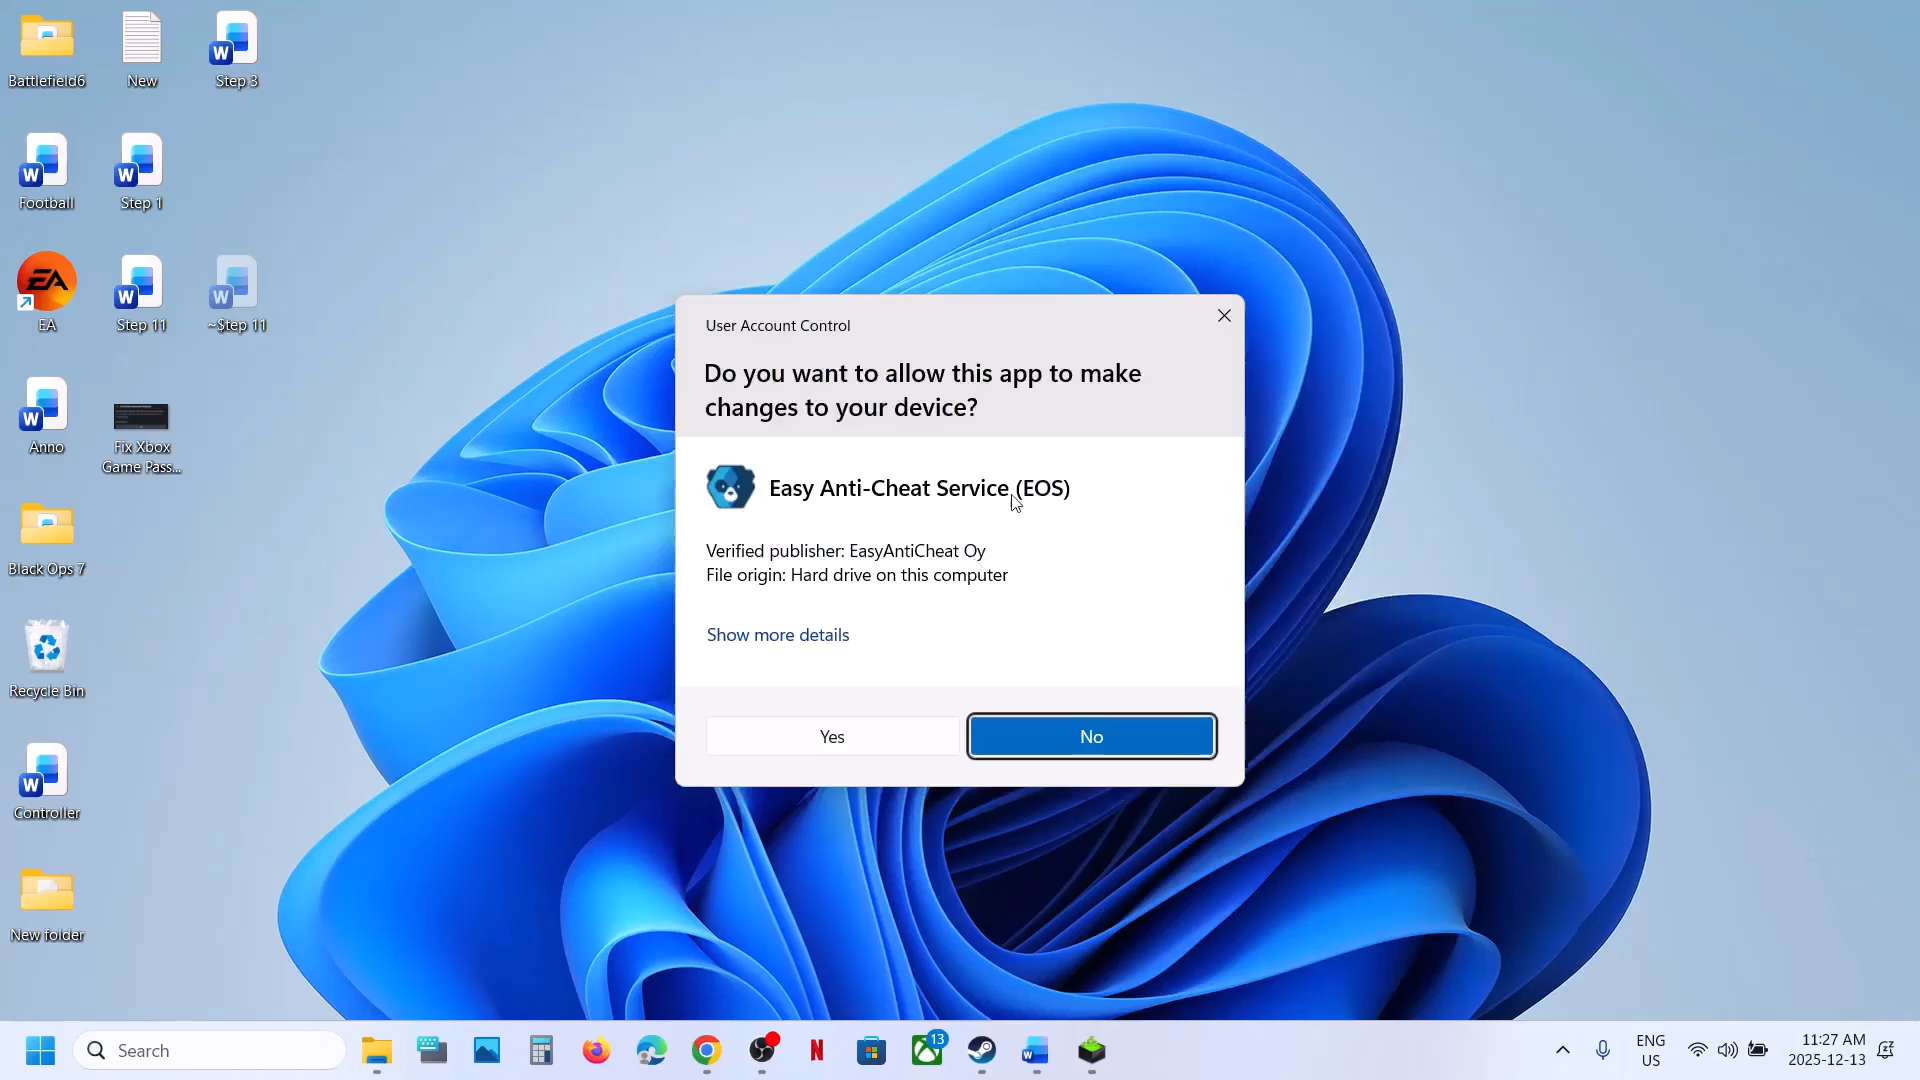 Battlefield6
New
Step 3
Football
Step 1
EA
Step 11
~$tep 11
Anno
Fix Xbox
Game Pass...
Black Ops 7
Recycle Bin
Controller
New folder
User Account Control
Do you want to allow this app to make
changes to your device?
Easy Anti-Cheat Service (EOS)
Verified publisher: EasyAntiCheat Oy
File origin: Hard drive on this computer
Show more details
Yes
No
Search
13
ENG
US
11:27 AM
2025-12-13